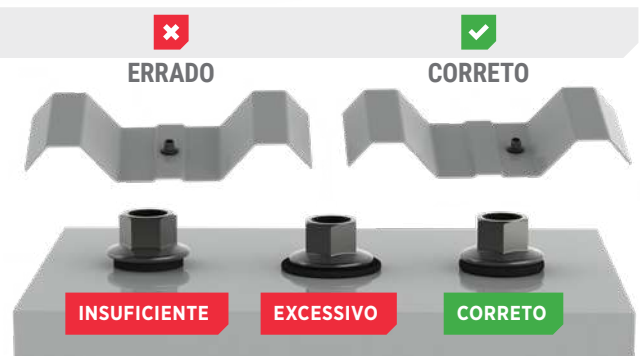 ERRADO
CORRETO
INSUFICIENTE
EXCESSIVO
CORRETO